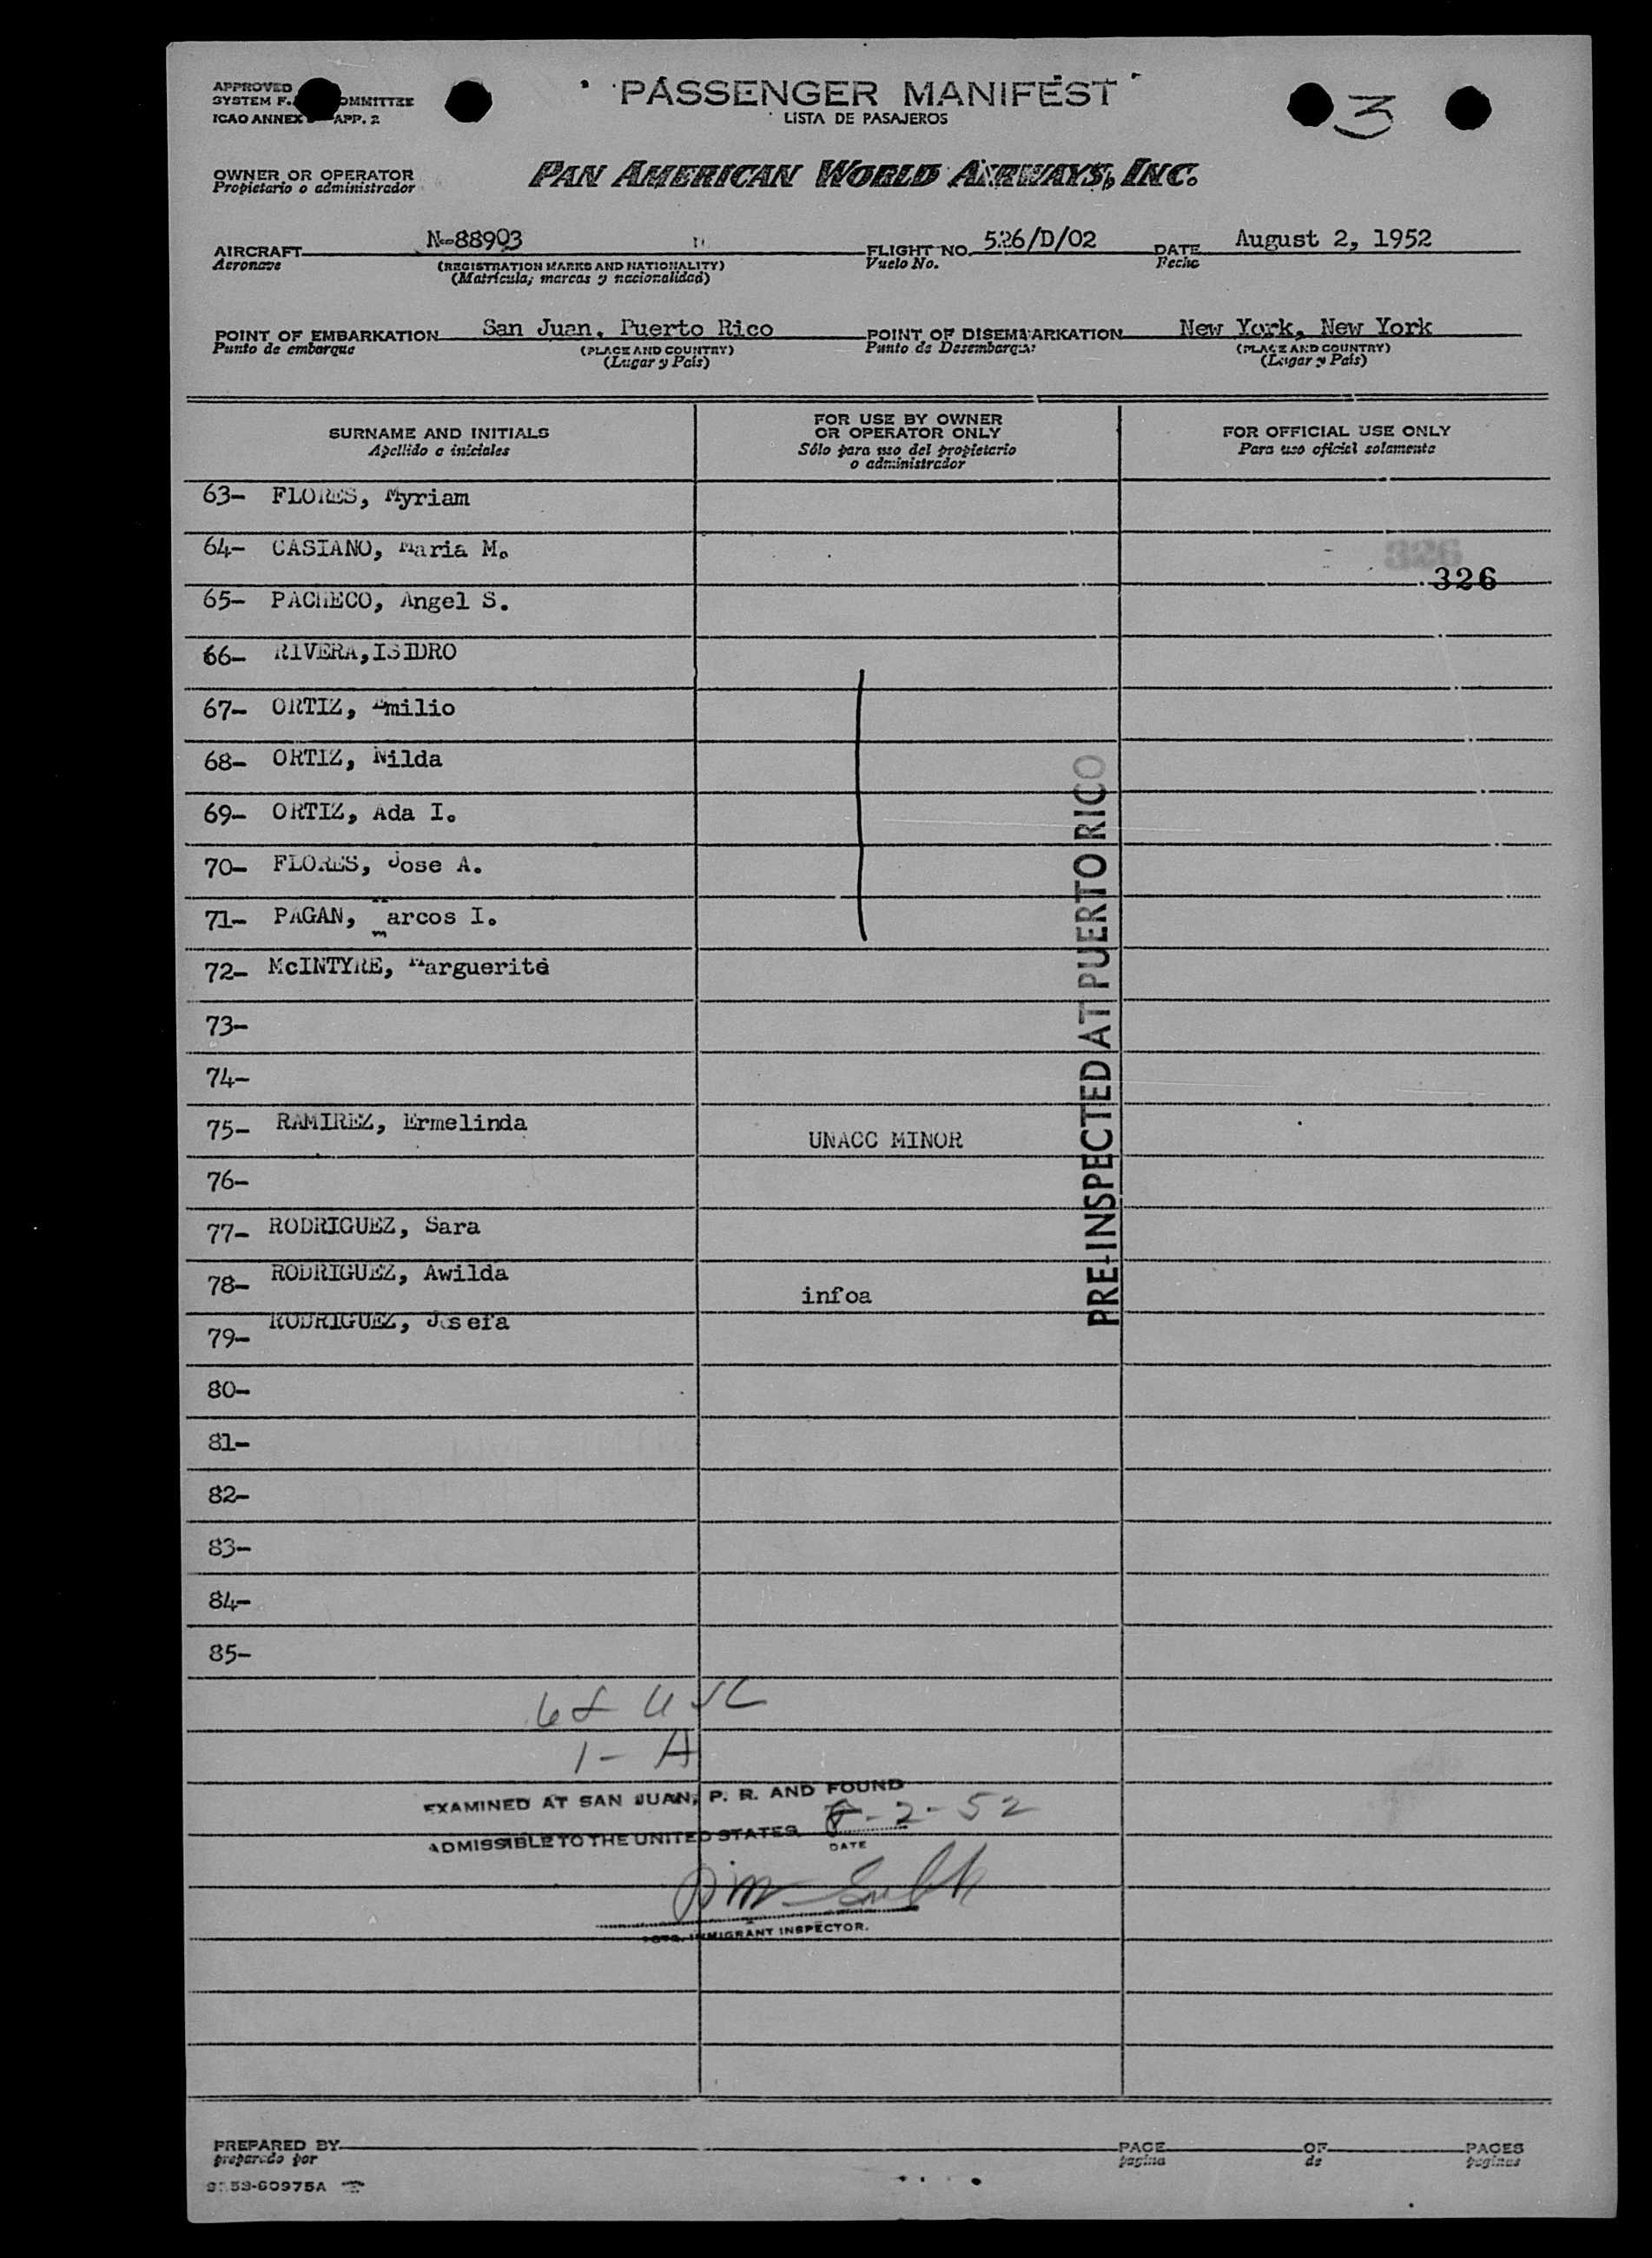 APPROVED
SYSTEM F. OMMITTEE
ICAO ANNEX APP. 2
PASSENGER MANIFEST
LISTA DE PASAJEROS
3
OWNER OR OPERATOR
Propietario o administrador
PAN AMERICAN WORLD AIRWAYS, INC.
AIRCRAFT N-88903 FLIGHT NO. 526/D/02 DATE August 2, 1952
Aeronave (REGISTRATION MARKS AND NATIONALITY) Vuelo No. Fecha
(Matrícula; marcas y nacionalidad)
POINT OF EMBARKATION San Juan, Puerto Rico POINT OF DISEMBARKATION New York, New York
Punto de embarque (PLACE AND COUNTRY) Punto de Desembarque (PLACE AND COUNTRY)
(Lugar y País) (Lugar y País)
SURNAME AND INITIALS
Apellido e iniciales
FOR USE BY OWNER
OR OPERATOR ONLY
Sólo para uso del propietario
o administrador
FOR OFFICIAL USE ONLY
Para uso oficial solamente
63- FLORES, Myriam
64- CASIANO, Maria M.
326
326
65- PACHECO, Angel S.
66- RIVERA,ISIDRO
67- ORTIZ, Emilio
68- ORTIZ, Nilda
69- ORTIZ, Ada I.
70- FLORES, Jose A.
71- PAGAN, Marcos I.
72- McINTYRE, Marguerite
73-
74-
75- RAMIREZ, Ermelinda UNACC MINOR
76-
77- RODRIGUEZ, Sara
78- RODRIGUEZ, Awilda infoa
79- RODRIGUEZ, Josefa
80-
81-
82-
83-
84-
85-
PRE-INSPECTED AT PUERTO RICO
68 USC
1- A
EXAMINED AT SAN JUAN, P. R. AND FOUND
ADMISSIBLE TO THE UNITED STATES 8-2-52
DATE
IMMIGRANT INSPECTOR.
PREPARED BY PAGE OF PAGES
preparado por pagina de paginas
53-60975A